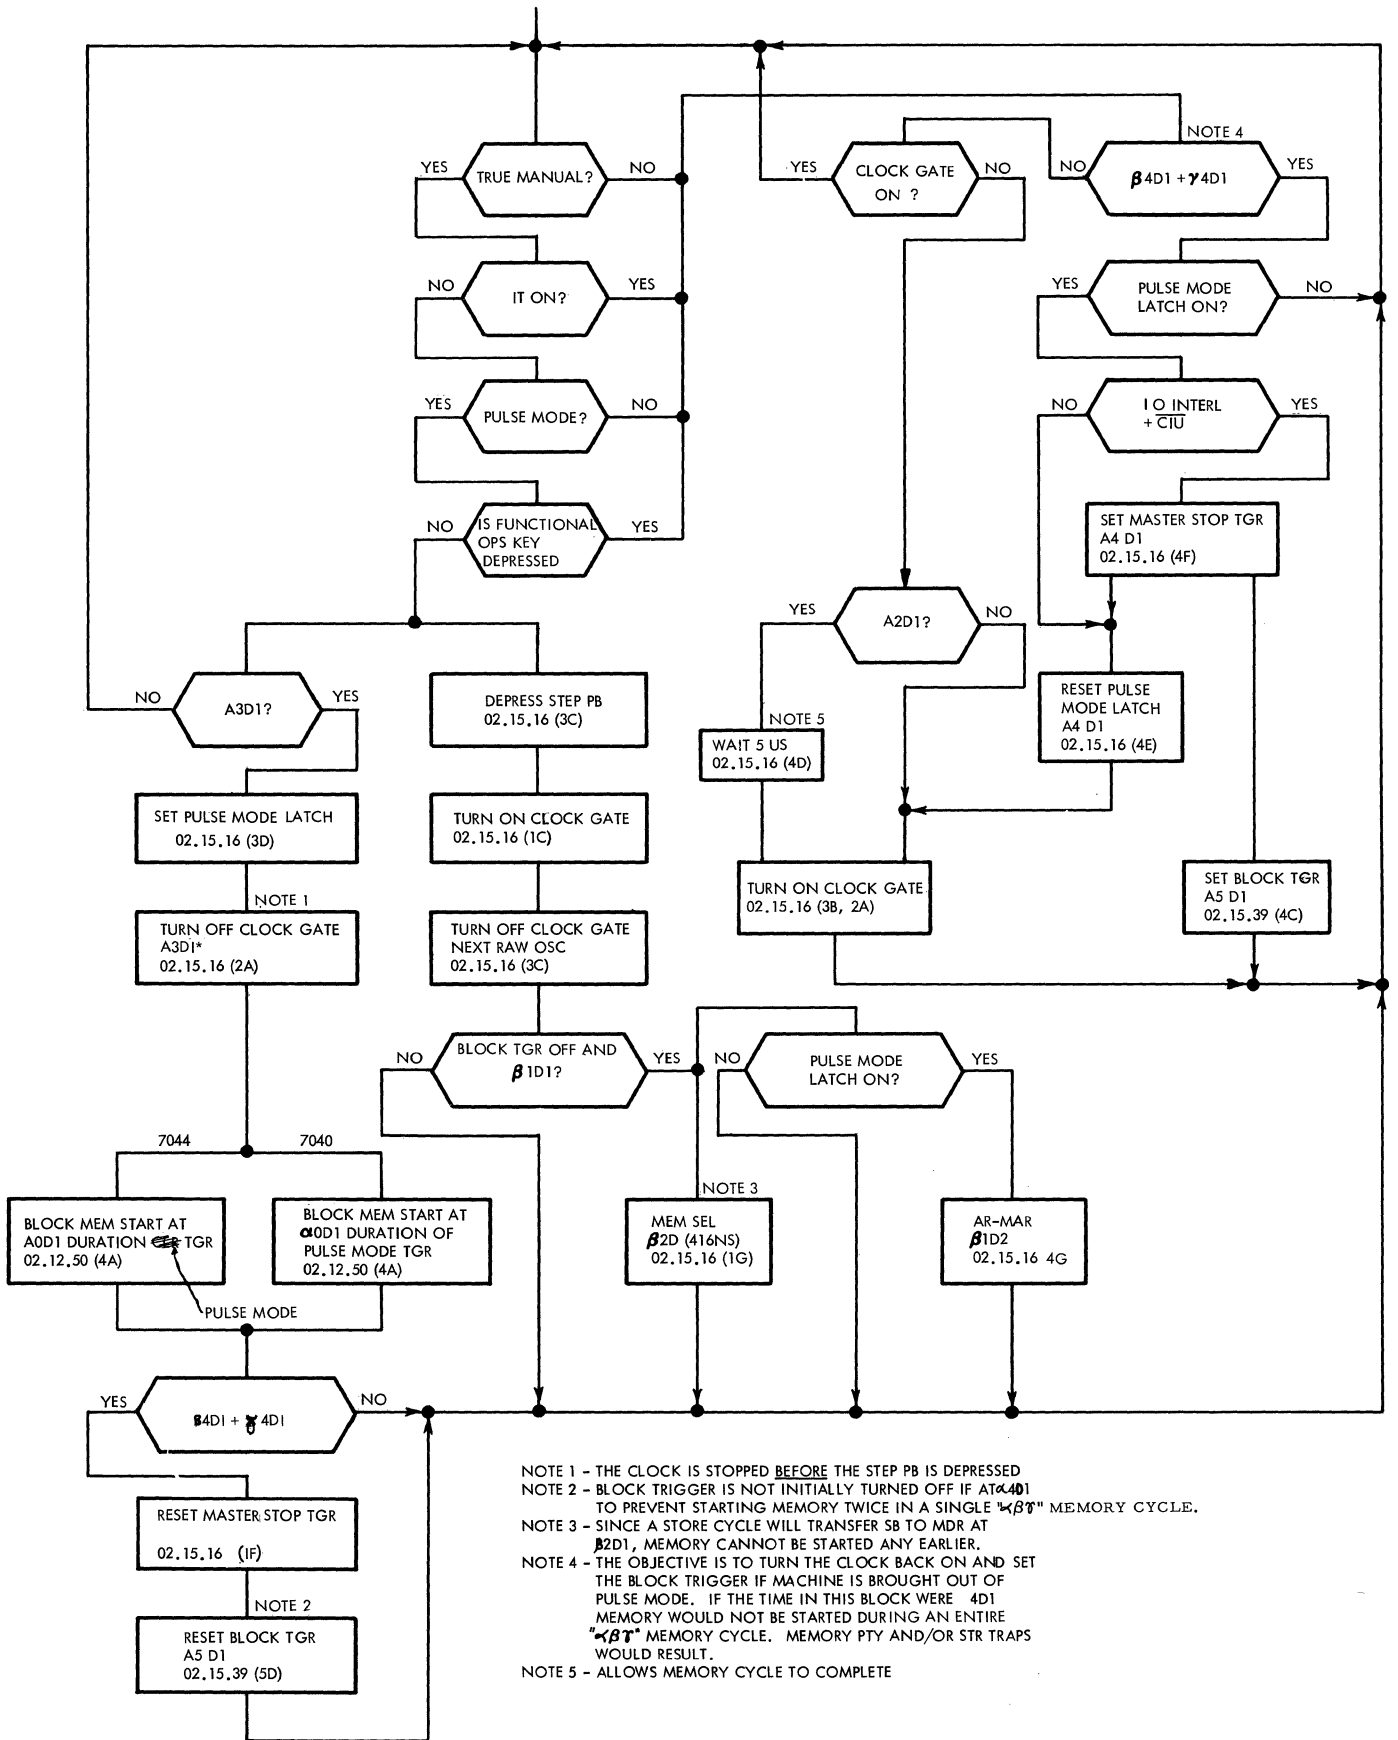 TRUE MANUAL?
YES
NO
IT ON?
NO
YES
PULSE MODE?
YES
NO
IS FUNCTIONAL
OPS KEY
DEPRESSED
NO
YES
CLOCK GATE
ON ?
YES
NO
NOTE 4
β4D1 + γ4D1
NO
YES
PULSE MODE
LATCH ON?
YES
NO
I O INTERL
+ C̅I̅U̅
NO
YES
SET MASTER STOP TGR
A4 D1
02.15.16 (4F)
A2D1?
YES
NO
RESET PULSE
MODE LATCH
A4 D1
02.15.16 (4E)
NOTE 5
WAIT 5 US
02.15.16 (4D)
TURN ON CLOCK GATE
02.15.16 (3B, 2A)
SET BLOCK TGR
A5 D1
02.15.39 (4C)
A3D1?
NO
YES
DEPRESS STEP PB
02.15.16 (3C)
SET PULSE MODE LATCH
02.15.16 (3D)
TURN ON CLOCK GATE
02.15.16 (1C)
NOTE 1
TURN OFF CLOCK GATE
A3D1*
02.15.16 (2A)
TURN OFF CLOCK GATE
NEXT RAW OSC
02.15.16 (3C)
BLOCK TGR OFF AND
β1D1?
NO
YES
PULSE MODE
LATCH ON?
NO
YES
7044
7040
BLOCK MEM START AT
A0D1 DURATION TGR
02.12.50 (4A)
PULSE MODE
BLOCK MEM START AT
α0D1 DURATION OF
PULSE MODE TGR
02.12.50 (4A)
NOTE 3
MEM SEL
β2D (416NS)
02.15.16 (1G)
AR-MAR
β1D2
02.15.16 4G
YES
NO
β4D1 + γ4D1
RESET MASTER STOP TGR
02.15.16 (1F)
NOTE 2
RESET BLOCK TGR
A5 D1
02.15.39 (5D)
NOTE 1 - THE CLOCK IS STOPPED BEFORE THE STEP PB IS DEPRESSED
NOTE 2 - BLOCK TRIGGER IS NOT INITIALLY TURNED OFF IF AT α4D1
TO PREVENT STARTING MEMORY TWICE IN A SINGLE "αβγ" MEMORY CYCLE.
NOTE 3 - SINCE A STORE CYCLE WILL TRANSFER SB TO MDR AT
β2D1, MEMORY CANNOT BE STARTED ANY EARLIER.
NOTE 4 - THE OBJECTIVE IS TO TURN THE CLOCK BACK ON AND SET
THE BLOCK TRIGGER IF MACHINE IS BROUGHT OUT OF
PULSE MODE. IF THE TIME IN THIS BLOCK WERE 4D1
MEMORY WOULD NOT BE STARTED DURING AN ENTIRE
"αβγ" MEMORY CYCLE. MEMORY PTY AND/OR STR TRAPS
WOULD RESULT.
NOTE 5 - ALLOWS MEMORY CYCLE TO COMPLETE